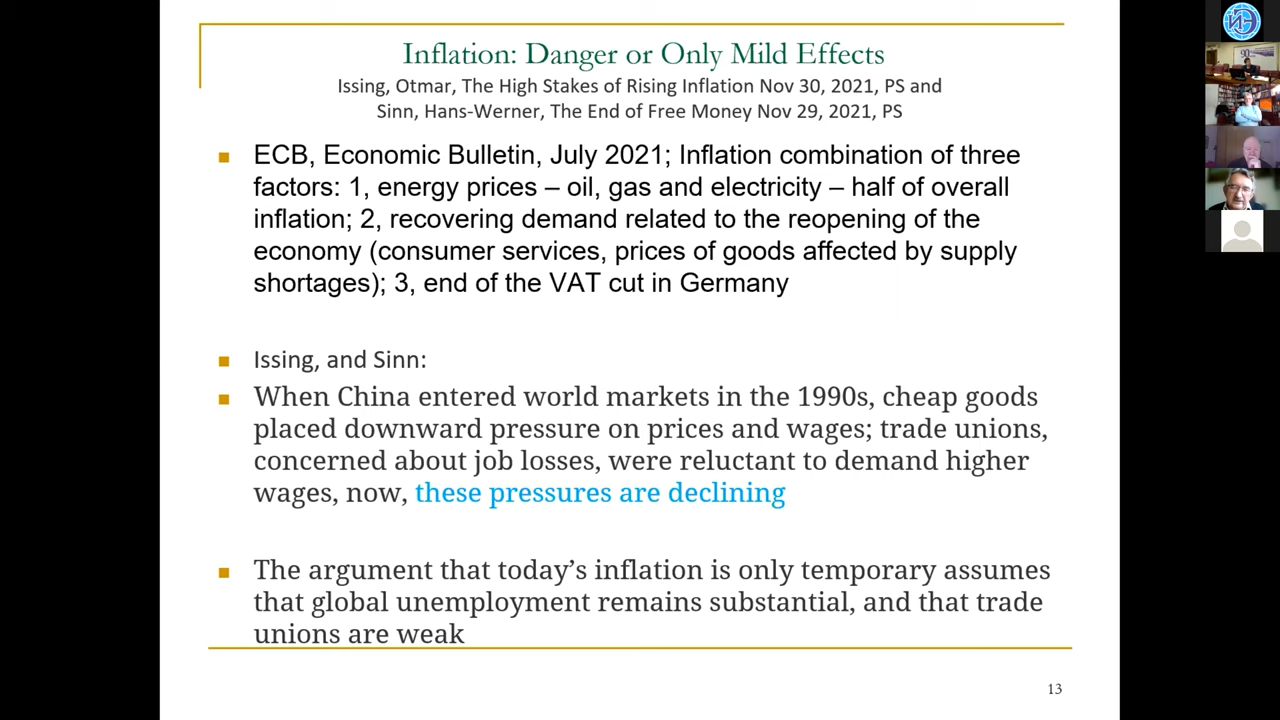 Inflation: Danger or Only Mild Effects
Issing, Otmar, The High Stakes of Rising Inflation Nov 30, 2021, PS and
Sinn, Hans-Werner, The End of Free Money Nov 29, 2021, PS
ECB, Economic Bulletin, July 2021; Inflation combination of three
factors: 1, energy prices – oil, gas and electricity – half of overall
inflation; 2, recovering demand related to the reopening of the
economy (consumer services, prices of goods affected by supply
shortages); 3, end of the VAT cut in Germany
Issing, and Sinn:
When China entered world markets in the 1990s, cheap goods
placed downward pressure on prices and wages; trade unions,
concerned about job losses, were reluctant to demand higher
wages, now, these pressures are declining
The argument that today’s inflation is only temporary assumes
that global unemployment remains substantial, and that trade
unions are weak
13